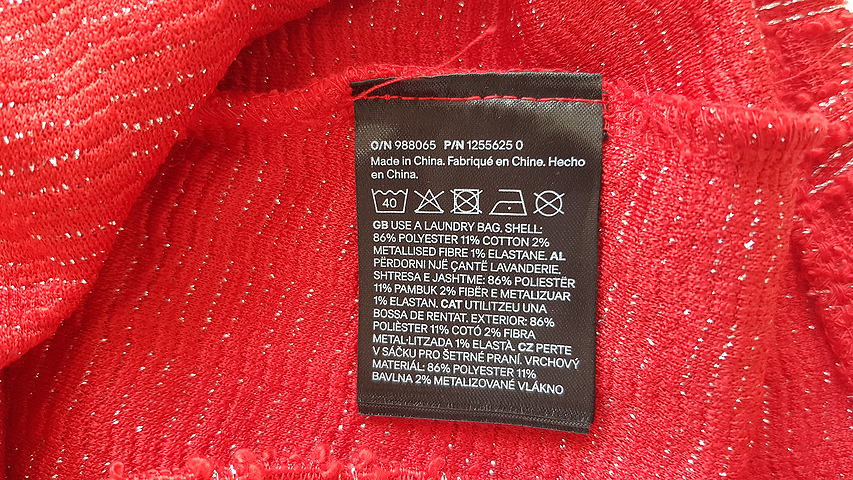 O/N 988065 P/N 1255625 0
Made in China. Fabriqué en Chine. Hecho
en China.
40
GB USE A LAUNDRY BAG. SHELL:
86% POLYESTER 11% COTTON 2%
METALLISED FIBRE 1% ELASTANE. AL
PËRDORNI NJË ÇANTË LAVANDERIE.
SHTRESA E JASHTME: 86% POLIESTËR
11% PAMBUK 2% FIBËR E METALIZUAR
1% ELASTAN. CAT UTILITZEU UNA
BOSSA DE RENTAT. EXTERIOR: 86%
POLIÈSTER 11% COTÓ 2% FIBRA
METAL·LITZADA 1% ELASTÀ. CZ PERTE
V SÁČKU PRO ŠETRNÉ PRANÍ. VRCHOVÝ
MATERIÁL: 86% POLYESTER 11%
BAVLNA 2% METALIZOVANÉ VLÁKNO